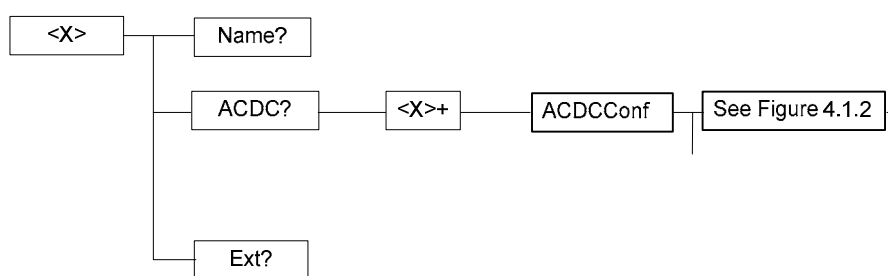 <X>
Name?
ACDC?
<X>+
ACDCConf
See Figure 4.1.2
Ext?